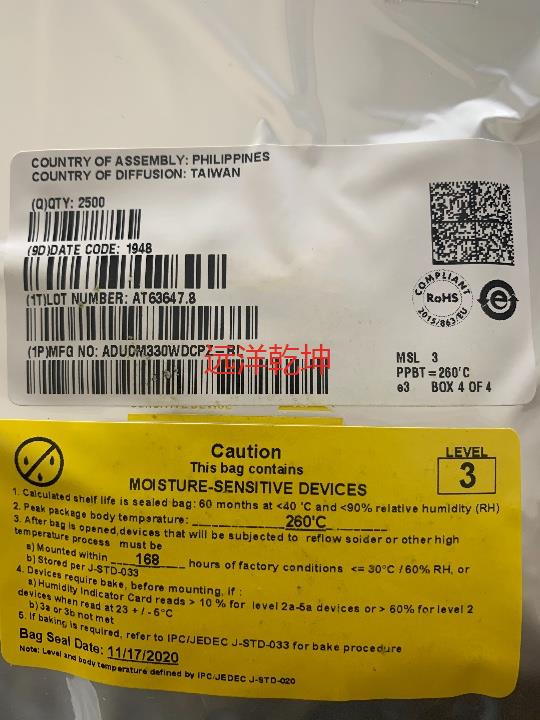 COUNTRY OF ASSEMBLY: PHILIPPINES
COUNTRY OF DIFFUSION: TAIWAN
(Q)QTY: 2500
(9D)DATE CODE: 1948
(1T)LOT NUMBER: AT63647.8
(1P)MFG NO: ADUCM330WDCPZ-RL
远洋乾坤
COMPLIANT
RoHS
2015/863/EU
e
MSL 3
PPBT=260°C
e3 BOX 4 OF 4
Caution
This bag contains
MOISTURE-SENSITIVE DEVICES
LEVEL
3
1. Calculated shelf life is sealed bag: 60 months at <40 °C and <90% relative humidity (RH)
2. Peak package body temperature: 260°C
3. After bag is opened,devices that will be subjected to reflow soider or other high
temperature process must be
a) Mounted within 168 hours of factory conditions <= 30°C / 60% RH, or
b) Stored per J-STD-033
4. Devices require bake, before mounting, if :
a) Humidity Indicator Card reads > 10 % for level 2a-5a devices or > 60% for level 2
devices when read at 23 + / - 5°C
b) 3a or 3b not met
5. If baking is required, refer to IPC/JEDEC J-STD-033 for bake procedure
Bag Seal Date: 11/17/2020
Note: Level and body temperature defined by IPC/JEDEC J-STD-020